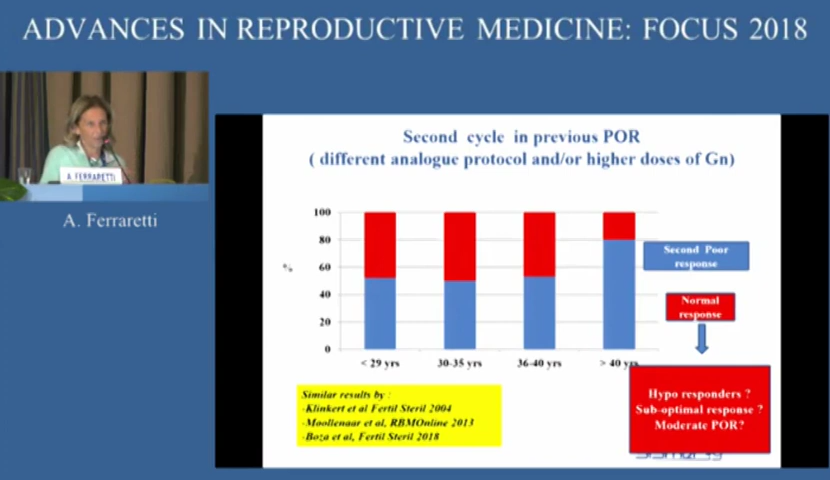 ADVANCES IN REPRODUCTIVE MEDICINE: FOCUS 2018
A. FERRARETTI
A. Ferraretti
Second cycle in previous POR
( different analogue protocol and/or higher doses of Gn)
100
80
60
40
20
0
%
< 29 yrs
30-35 yrs
36-40 yrs
> 40 yrs
Second Poor
response
Normal
response
Hypo responders ?
Sub-optimal response ?
Moderate POR?
Similar results by :
-Klinkert et al Fertil Steril 2004
-Moollenaar et al, RBMOnline 2013
-Boza et al, Fertil Steril 2018